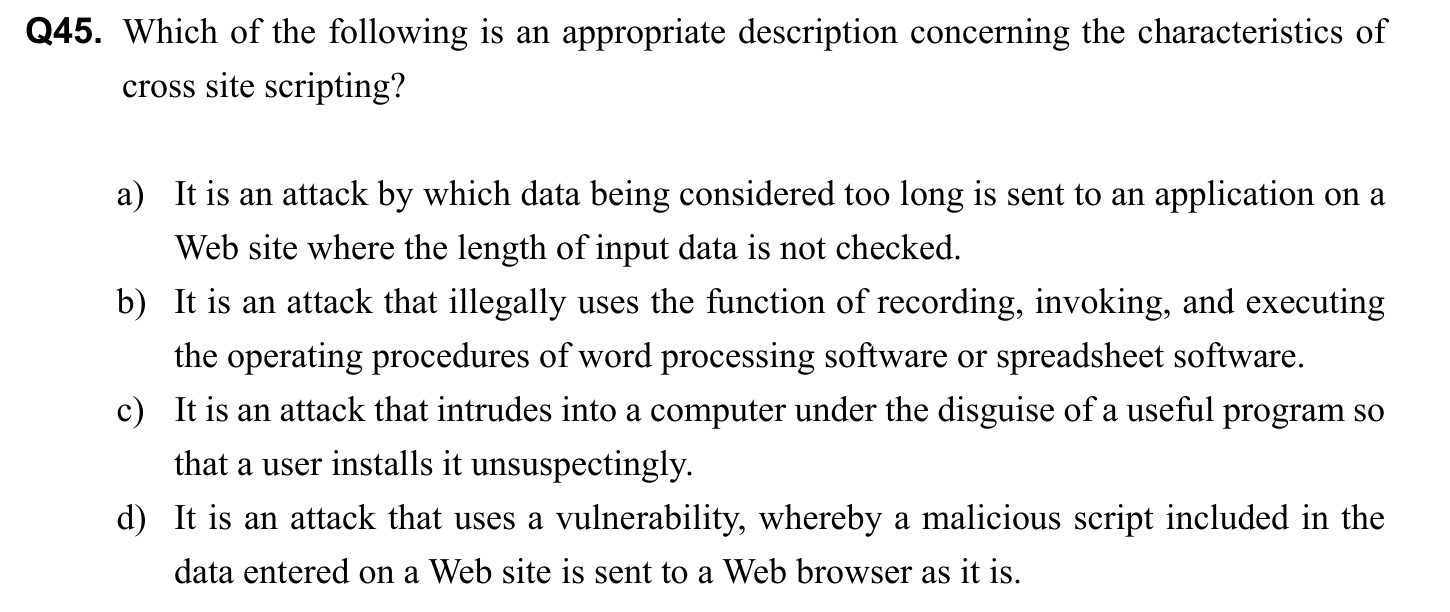 Q45. Which of the following is an appropriate description concerning the characteristics of
cross site scripting?
a) It is an attack by which data being considered too long is sent to an application on a
Web site where the length of input data is not checked.
b) It is an attack that illegally uses the function of recording, invoking, and executing
the operating procedures of word processing software or spreadsheet software.
c) It is an attack that intrudes into a computer under the disguise of a useful program so
that a user installs it unsuspectingly.
d) It is an attack that uses a vulnerability, whereby a malicious script included in the
data entered on a Web site is sent to a Web browser as it is.